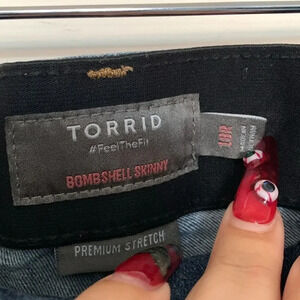 TORRID
#FeelTheFit
BOMBSHELL SKINNY
18R
PREMIUM STRETCH